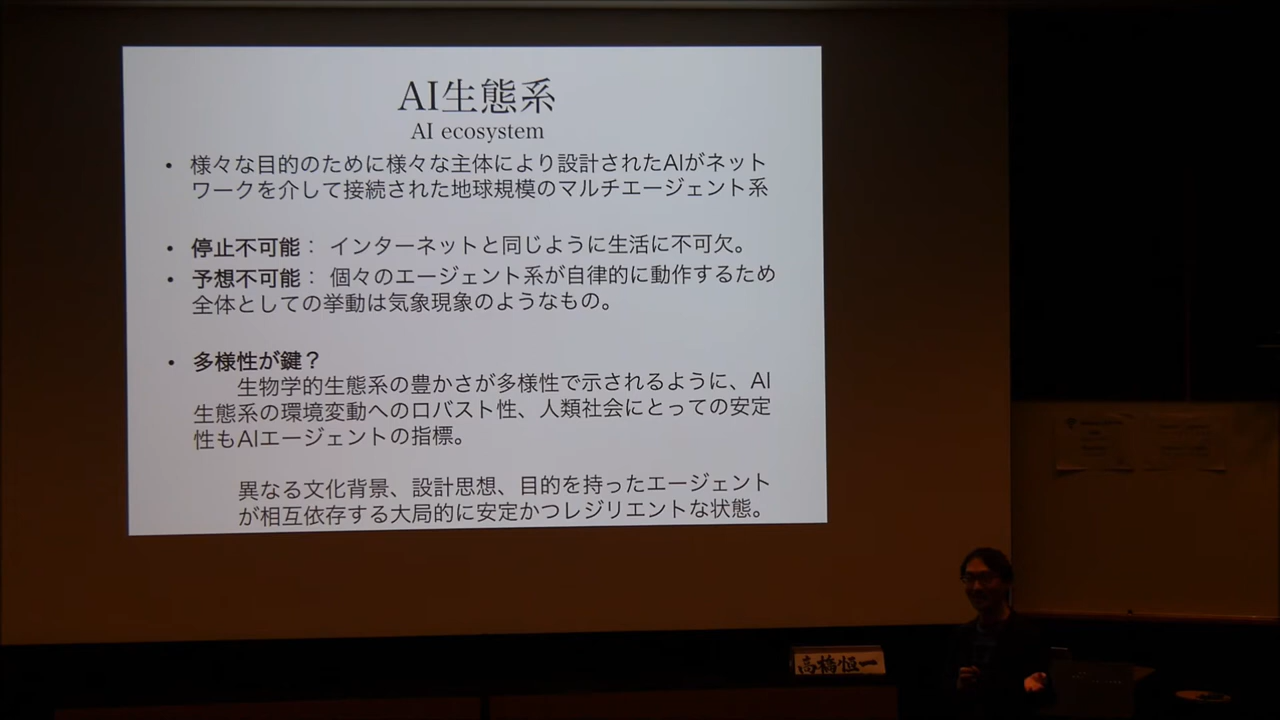 AI生態系
AI ecosystem
• 様々な目的のために様々な主体により設計されたAIがネット
ワークを介して接続された地球規模のマルチエージェント系
• 停止不可能： インターネットと同じように生活に不可欠。
• 予想不可能： 個々のエージェント系が自律的に動作するため
全体としての挙動は気象現象のようなもの。
• 多様性が鍵？
生物学的生態系の豊かさが多様性で示されるように、AI
生態系の環境変動へのロバスト性、人類社会にとっての安定
性もAIエージェントの指標。
異なる文化背景、設計思想、目的を持ったエージェント
が相互依存する大局的に安定かつレジリエントな状態。
高橋恒一